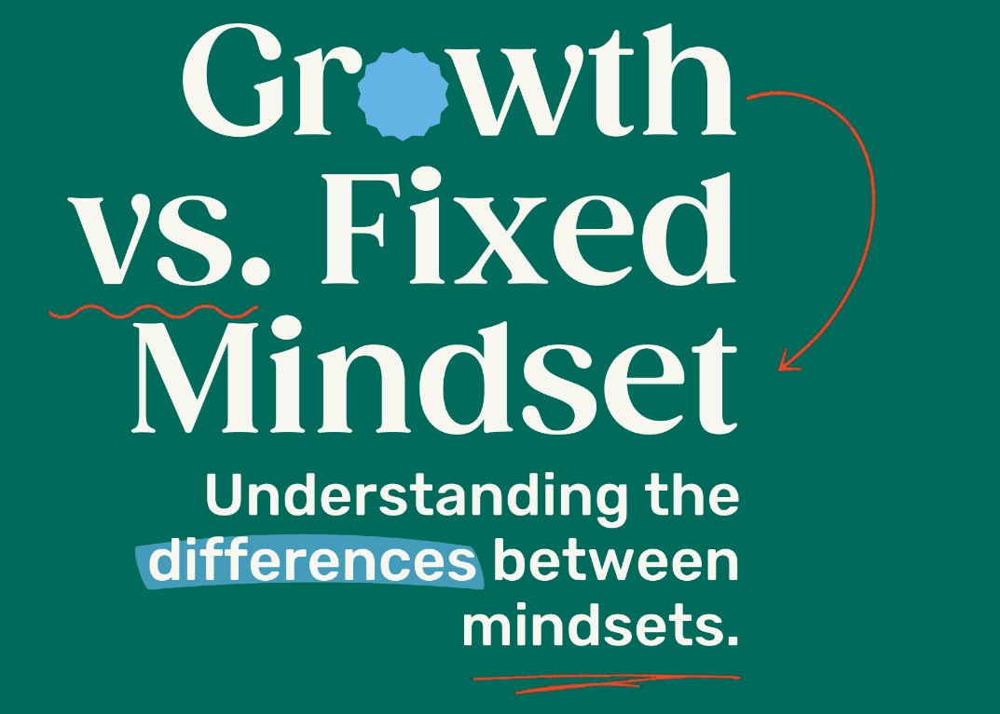 Growth
vs. Fixed
Mindset
Understanding the
differences between
mindsets.